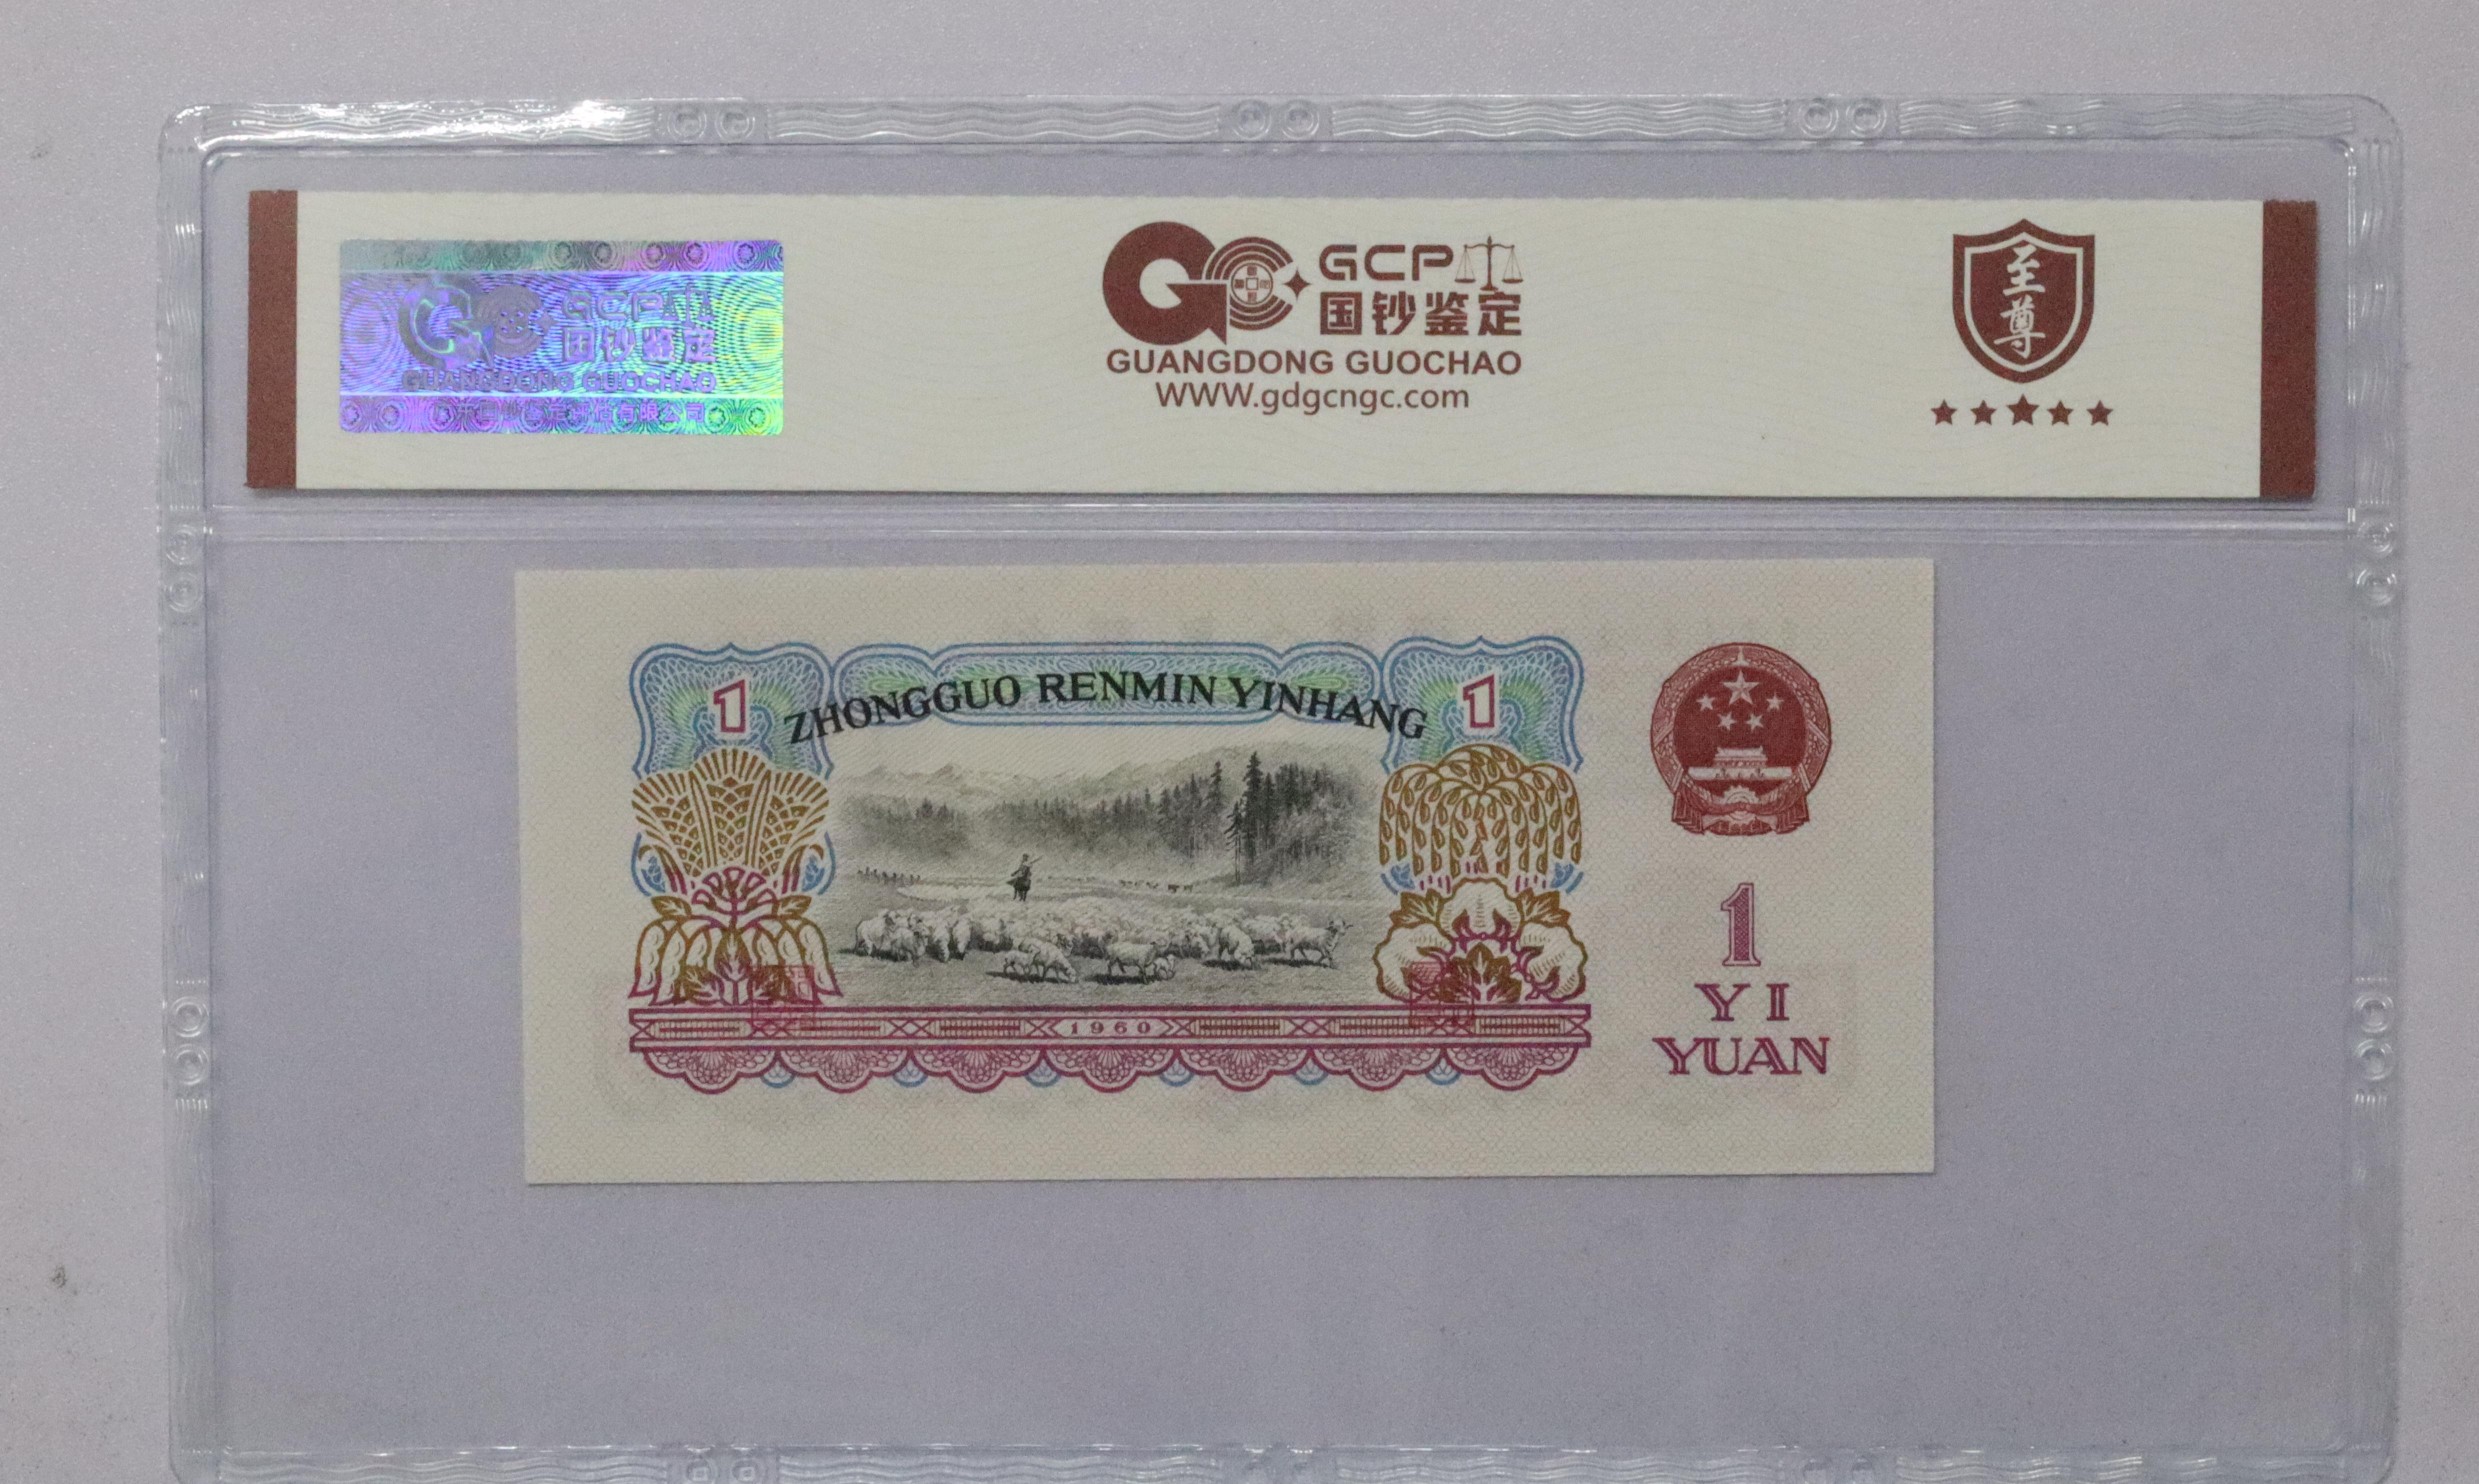 GCP
国钞鉴定
GUANGDONG GUOCHAO
GCP
国钞鉴定
GUANGDONG GUOCHAO
WWW.gdgcngc.com
至尊
1
ZHONGGUO RENMIN YINHANG
1
1960
1
YI
YUAN